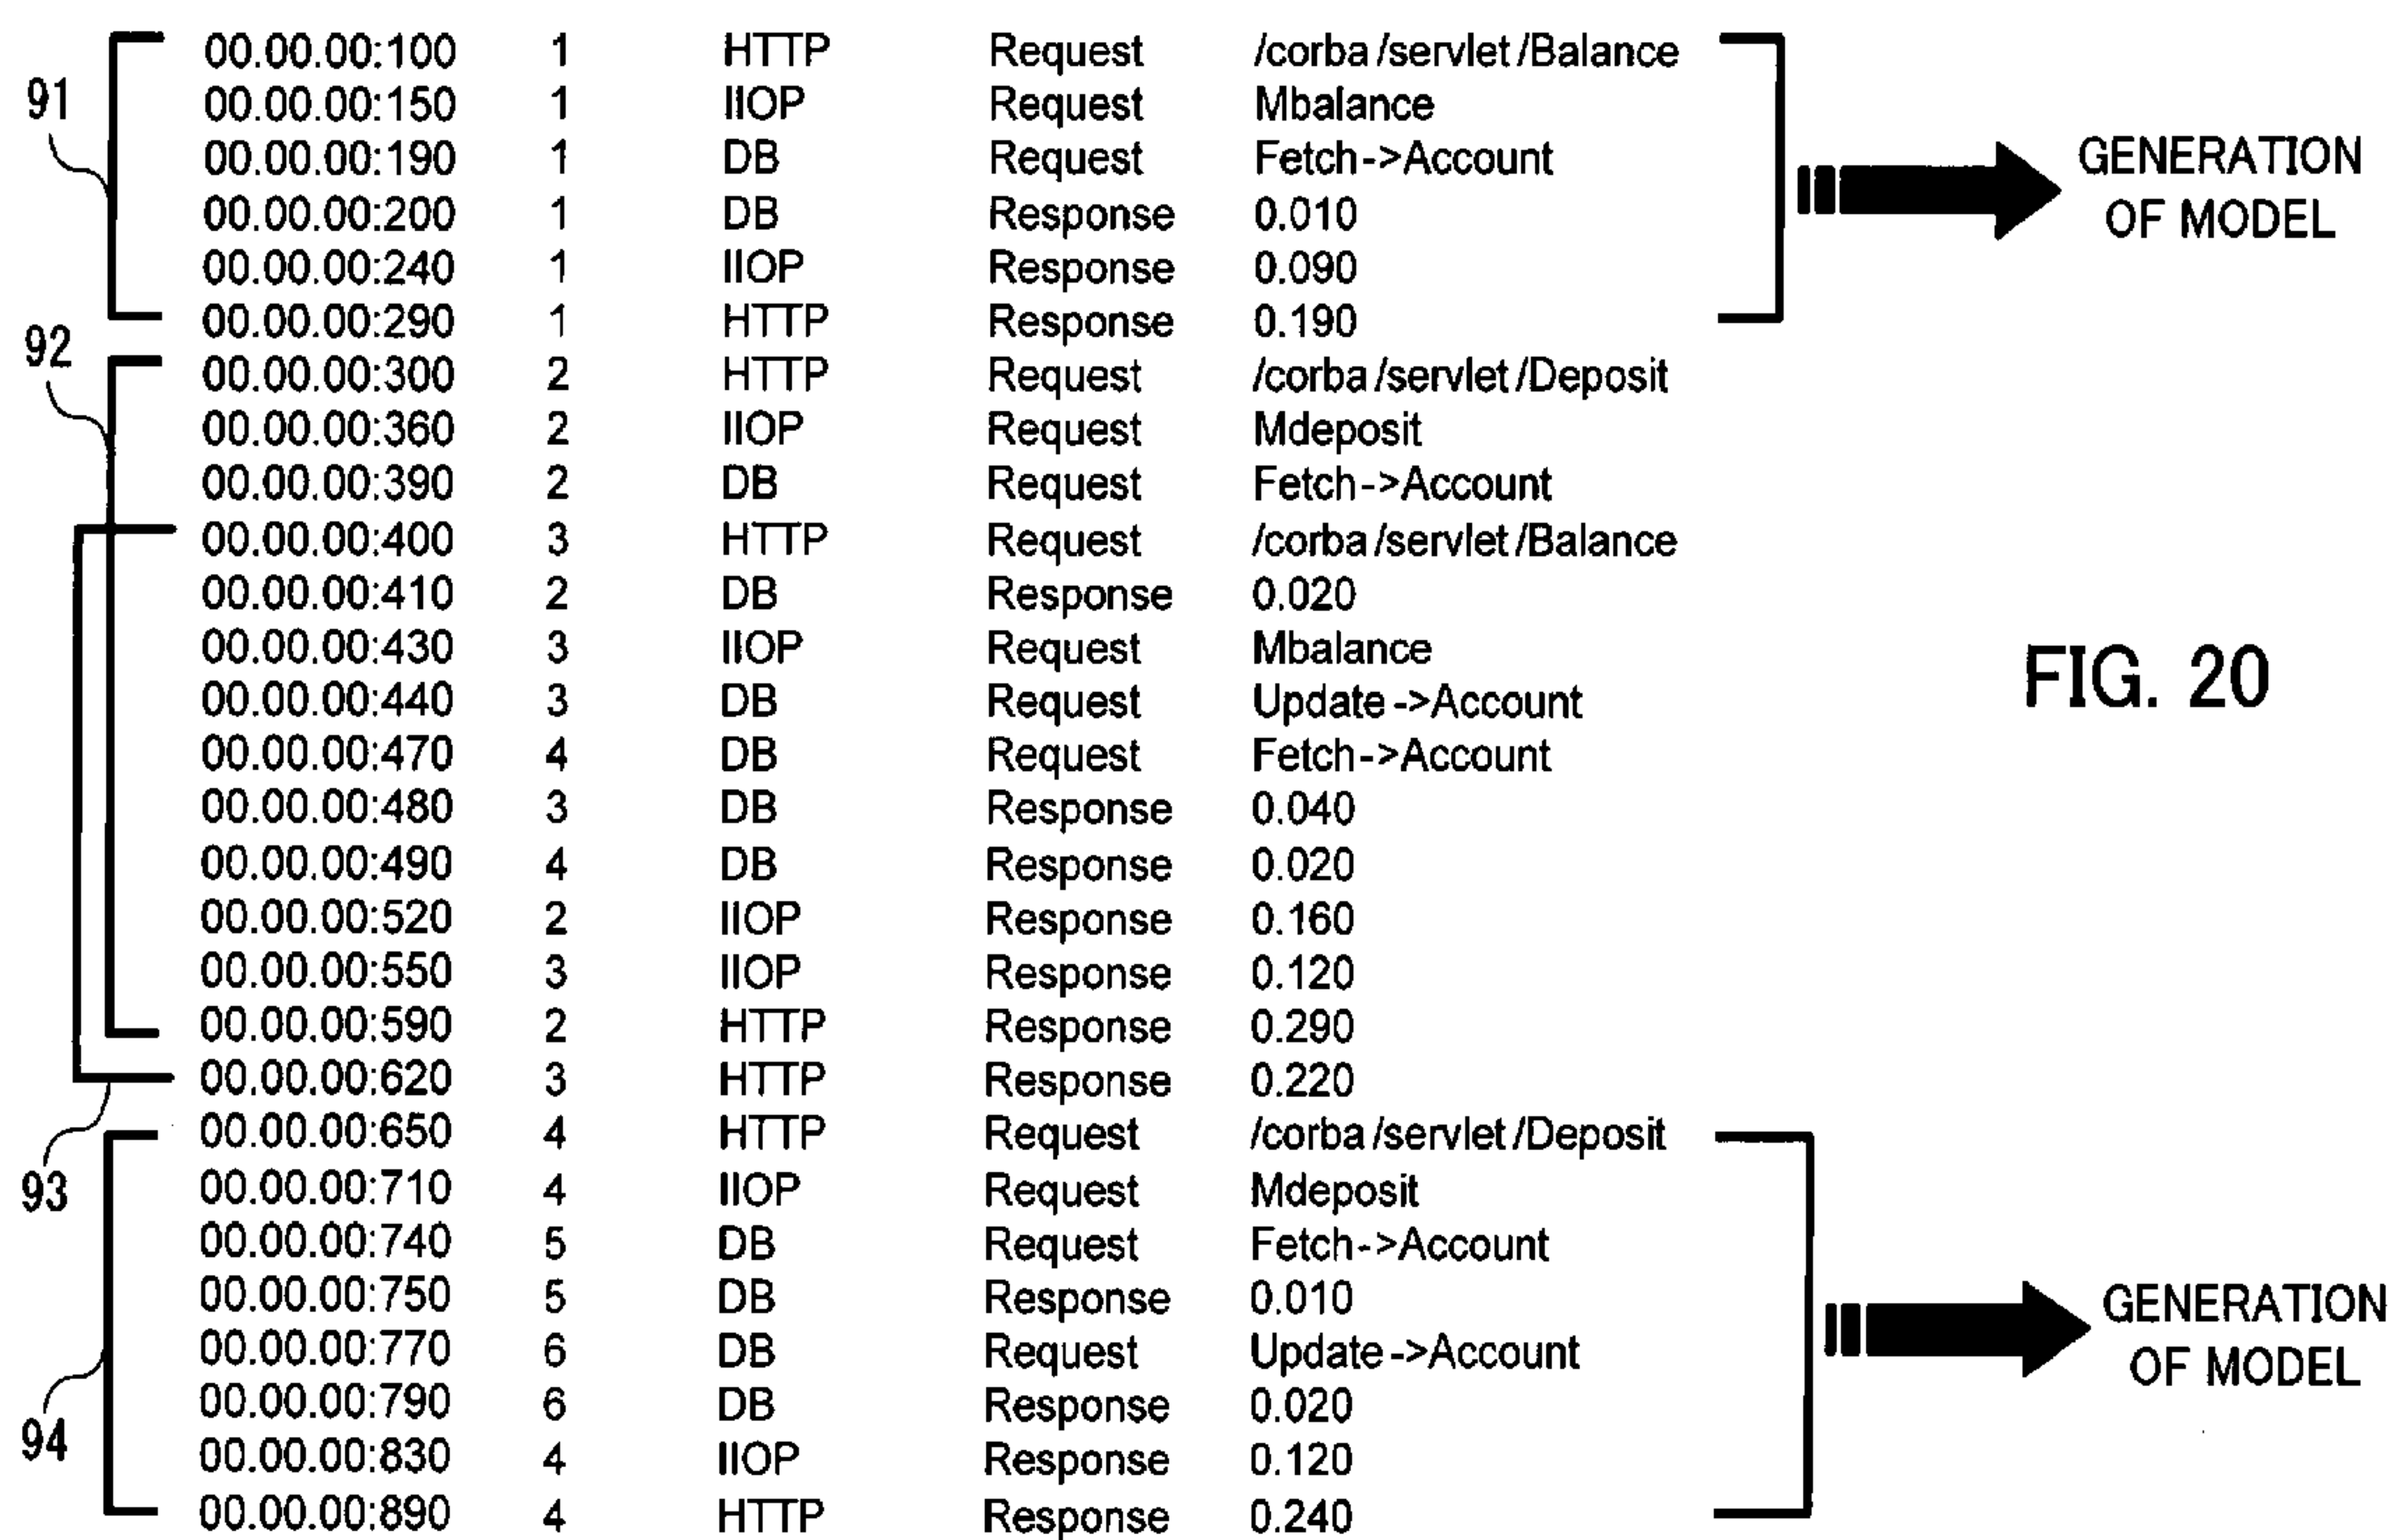 00.00.00:100 1 HTTP Request /corba/servlet/Balance
00.00.00:150 1 IIOP Request Mbalance
00.00.00:190 1 DB Request Fetch->Account
00.00.00:200 1 DB Response 0.010
00.00.00:240 1 IIOP Response 0.090
00.00.00:290 1 HTTP Response 0.190
91
GENERATION
OF MODEL
00.00.00:300 2 HTTP Request /corba/servlet/Deposit
00.00.00:360 2 IIOP Request Mdeposit
00.00.00:390 2 DB Request Fetch->Account
00.00.00:400 3 HTTP Request /corba/servlet/Balance
00.00.00:410 2 DB Response 0.020
00.00.00:430 3 IIOP Request Mbalance
00.00.00:440 3 DB Request Update->Account
00.00.00:470 4 DB Request Fetch->Account
00.00.00:480 3 DB Response 0.040
00.00.00:490 4 DB Response 0.020
00.00.00:520 2 IIOP Response 0.160
00.00.00:550 3 IIOP Response 0.120
00.00.00:590 2 HTTP Response 0.290
00.00.00:620 3 HTTP Response 0.220
92
93
FIG. 20
00.00.00:650 4 HTTP Request /corba/servlet/Deposit
00.00.00:710 4 IIOP Request Mdeposit
00.00.00:740 5 DB Request Fetch->Account
00.00.00:750 5 DB Response 0.010
00.00.00:770 6 DB Request Update->Account
00.00.00:790 6 DB Response 0.020
00.00.00:830 4 IIOP Response 0.120
00.00.00:890 4 HTTP Response 0.240
94
GENERATION
OF MODEL